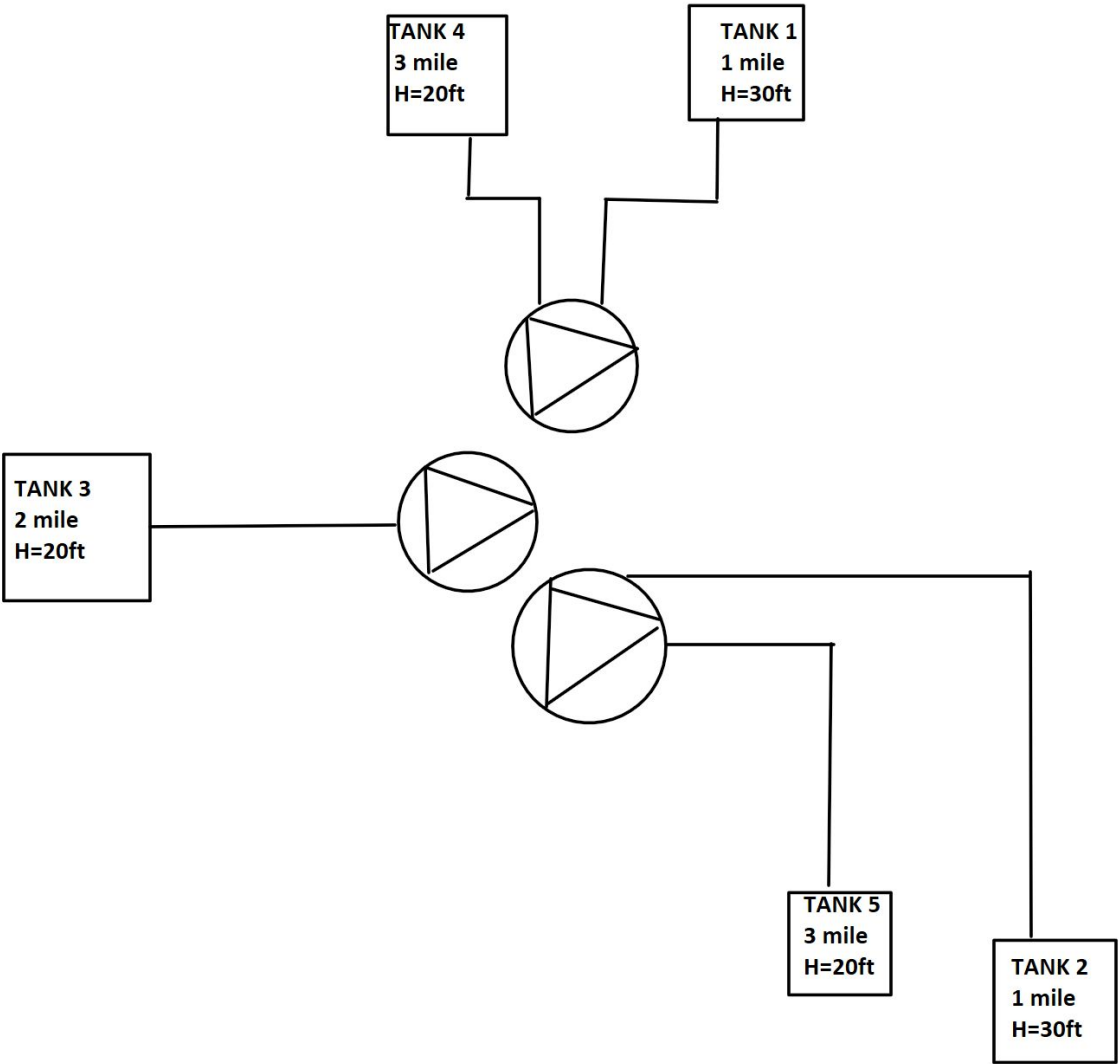 TANK 4
3 mile
H=20ft
TANK 1
1 mile
H=30ft
TANK 3
2 mile
H=20ft
TANK 5
3 mile
H=20ft
TANK 2
1 mile
H=30ft